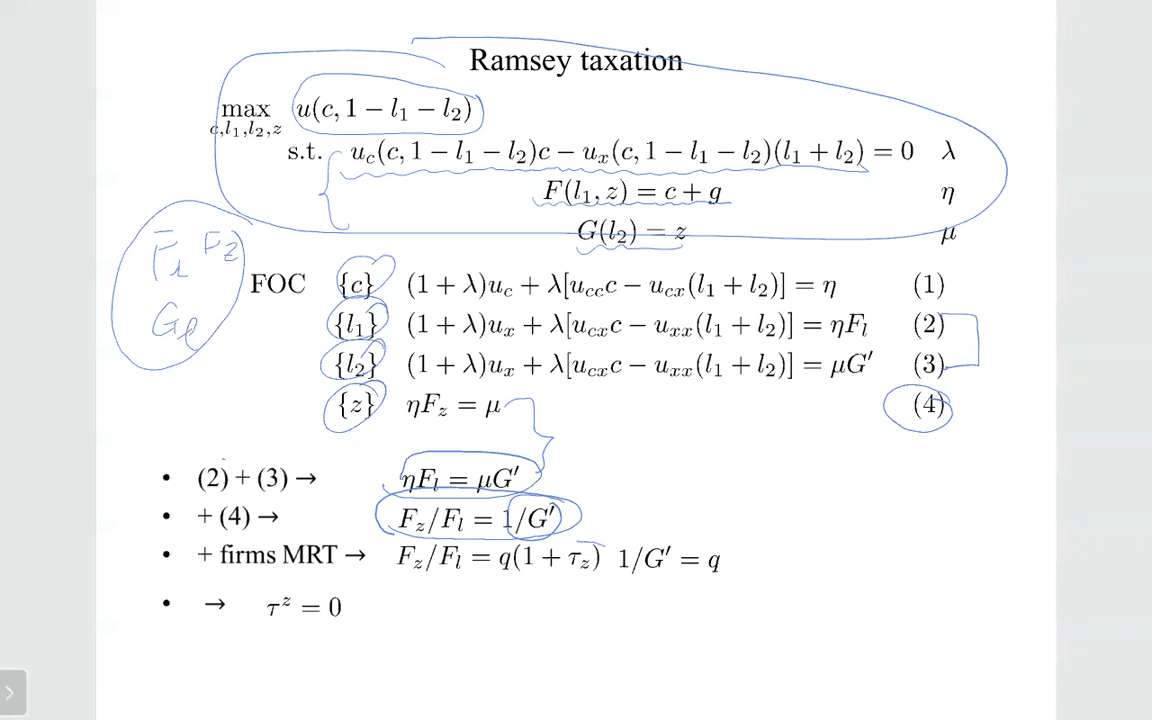 Ramsey taxation
max u(c, 1 − l₁ − l₂)
c,l₁,l₂,z
s.t. u_c(c, 1 − l₁ − l₂)c − u_x(c, 1 − l₁ − l₂)(l₁ + l₂) = 0 λ
F(l₁, z) = c + g η
G(l₂) = z μ
F_l F_z
G_l
FOC {c} (1 + λ)u_c + λ[u_cc c − u_cx(l₁ + l₂)] = η (1)
{l₁} (1 + λ)u_x + λ[u_cx c − u_xx(l₁ + l₂)] = ηF_l (2)
{l₂} (1 + λ)u_x + λ[u_cx c − u_xx(l₁ + l₂)] = μG′ (3)
{z} ηF_z = μ (4)
• (2) + (3) → ηF_l = μG′
• + (4) → F_z/F_l = 1/G′
• + firms MRT → F_z/F_l = q(1 + τ_z) 1/G′ = q
• → τ^z = 0